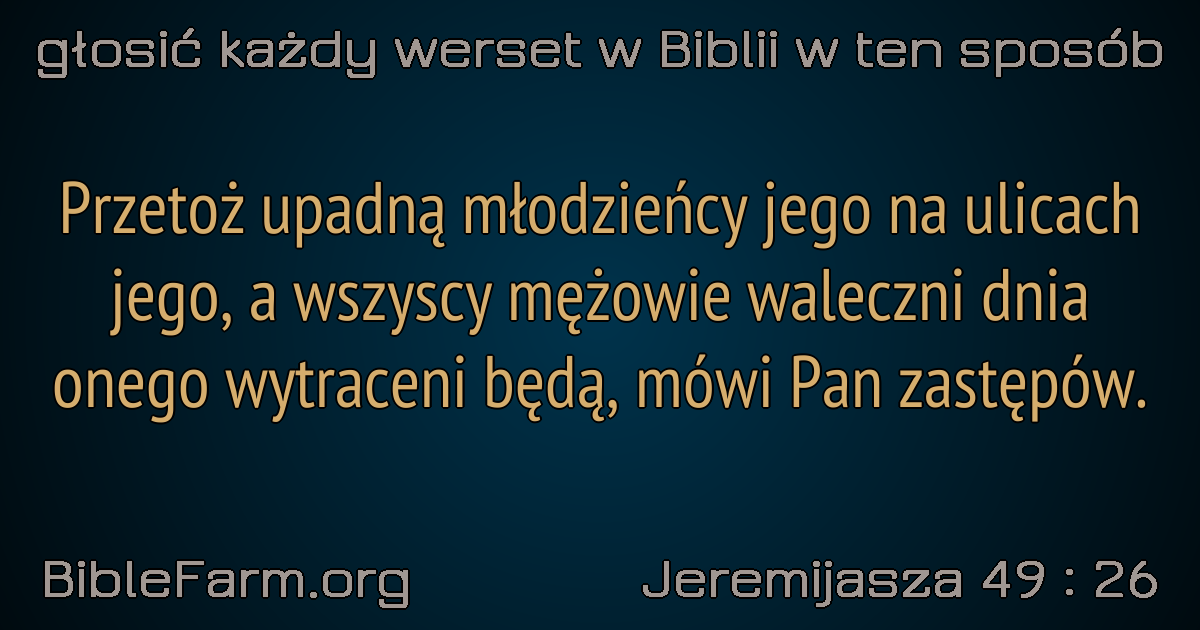 głosić każdy werset w Biblii w ten sposób
Przetoż upadną młodzieńcy jego na ulicach
jego, a wszyscy mężowie waleczni dnia
onego wytraceni będą, mówi Pan zastępów.
BibleFarm.org
Jeremijasza 49 : 26